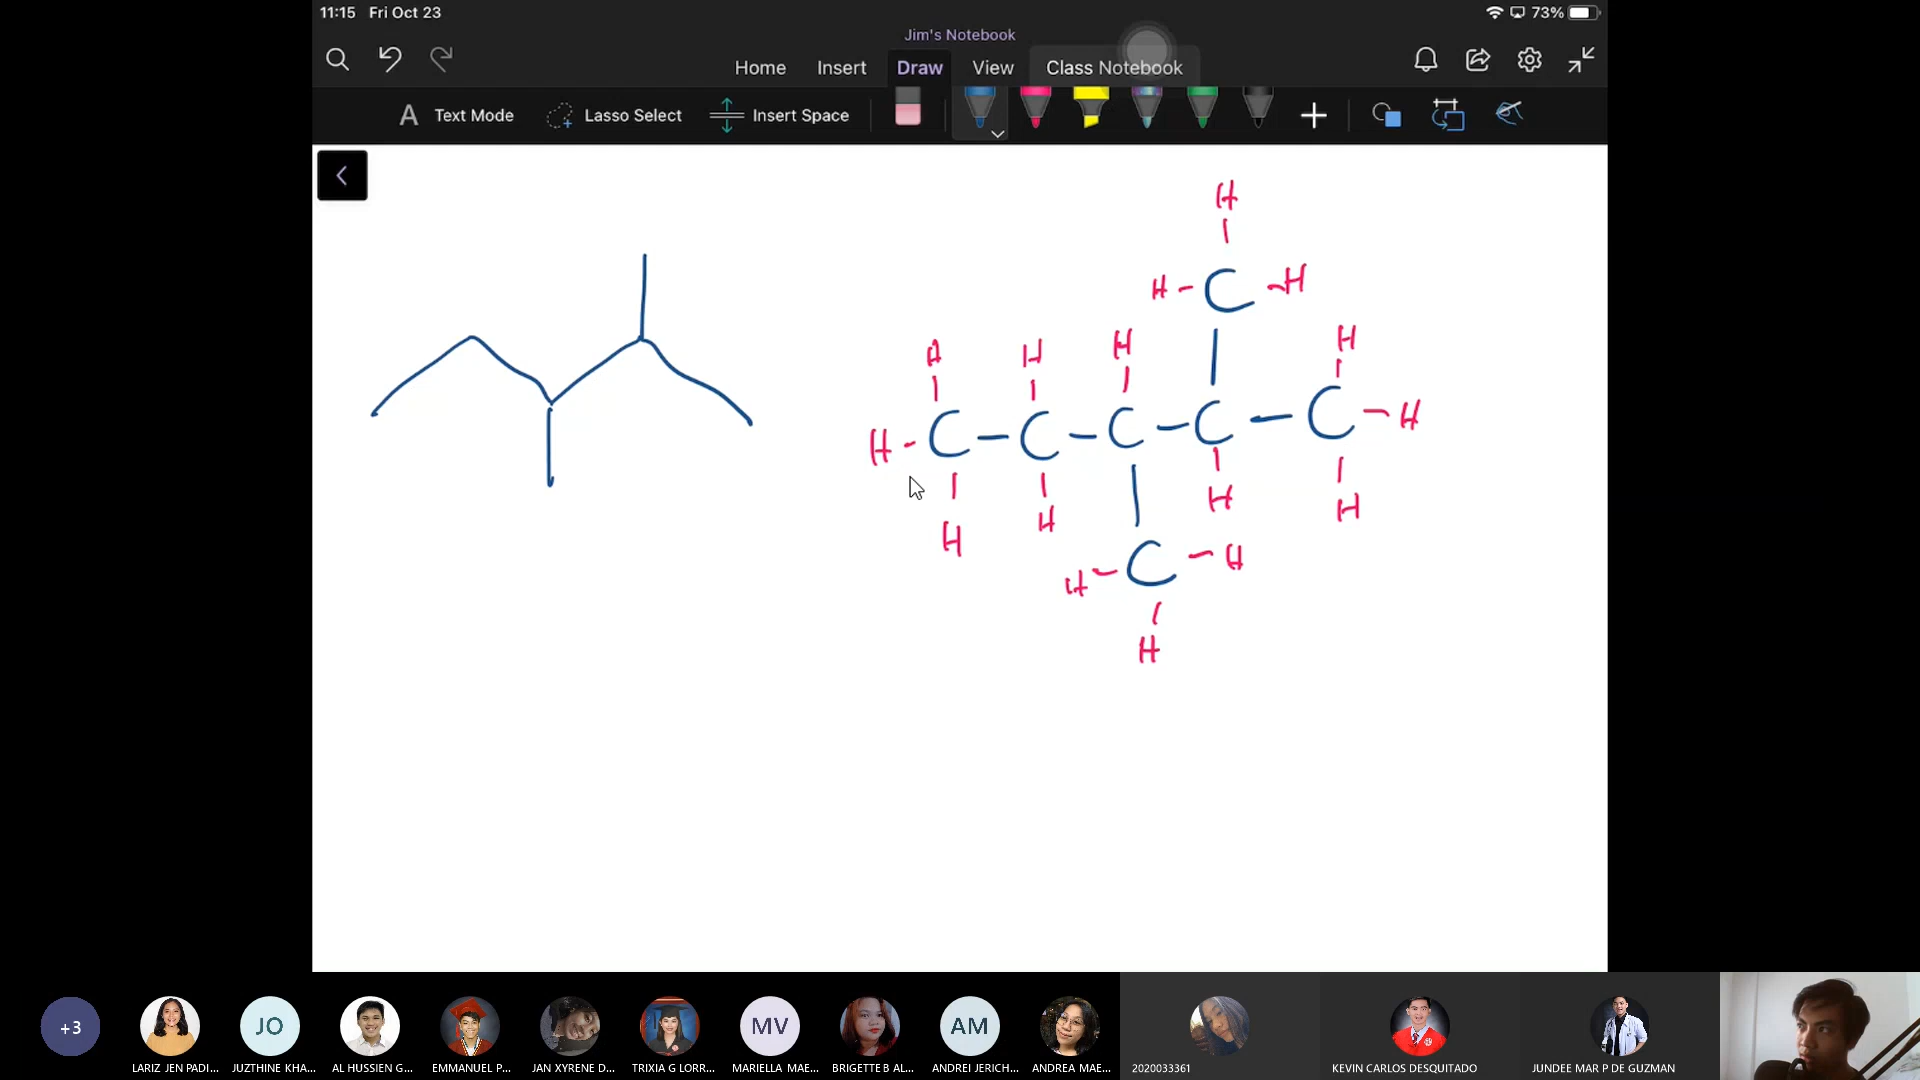 11:15 Fri Oct 23
73%
Jim's Notebook
Home Insert Draw View Class Notebook
A Text Mode Lasso Select Insert Space
H
H - C - H
H H H H
H - C - C - C - C - C - H
H H H H
H - C - H
H
+3 JO MV AM
LARIZ JEN PADI... JUZTHINE KHA... AL HUSSIEN G... EMMANUEL P... JAN XYRENE D... TRIXIA G LORR... MARIELLA MAE... BRIGETTE B AL... ANDREI JERICH... ANDREA MAE... 2020033361 KEVIN CARLOS DESQUITADO JUNDEE MAR P DE GUZMAN